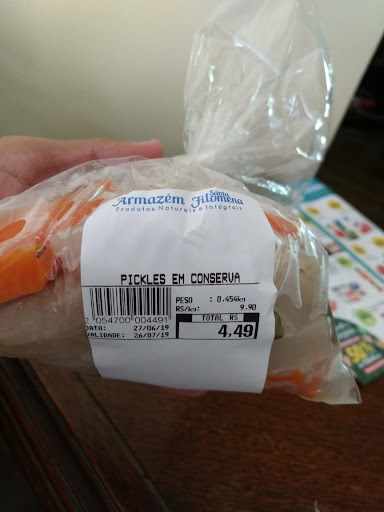 Armazém Santa Filomena
Produtos Naturais e Integrais
PICKLES EM CONSERVA
PESO : 0.454kg
R$/kg: 9.90
TOTAL R$
4,49
2 054700 004491
DATA: 27/06/19
VALIDADE: 26/07/19